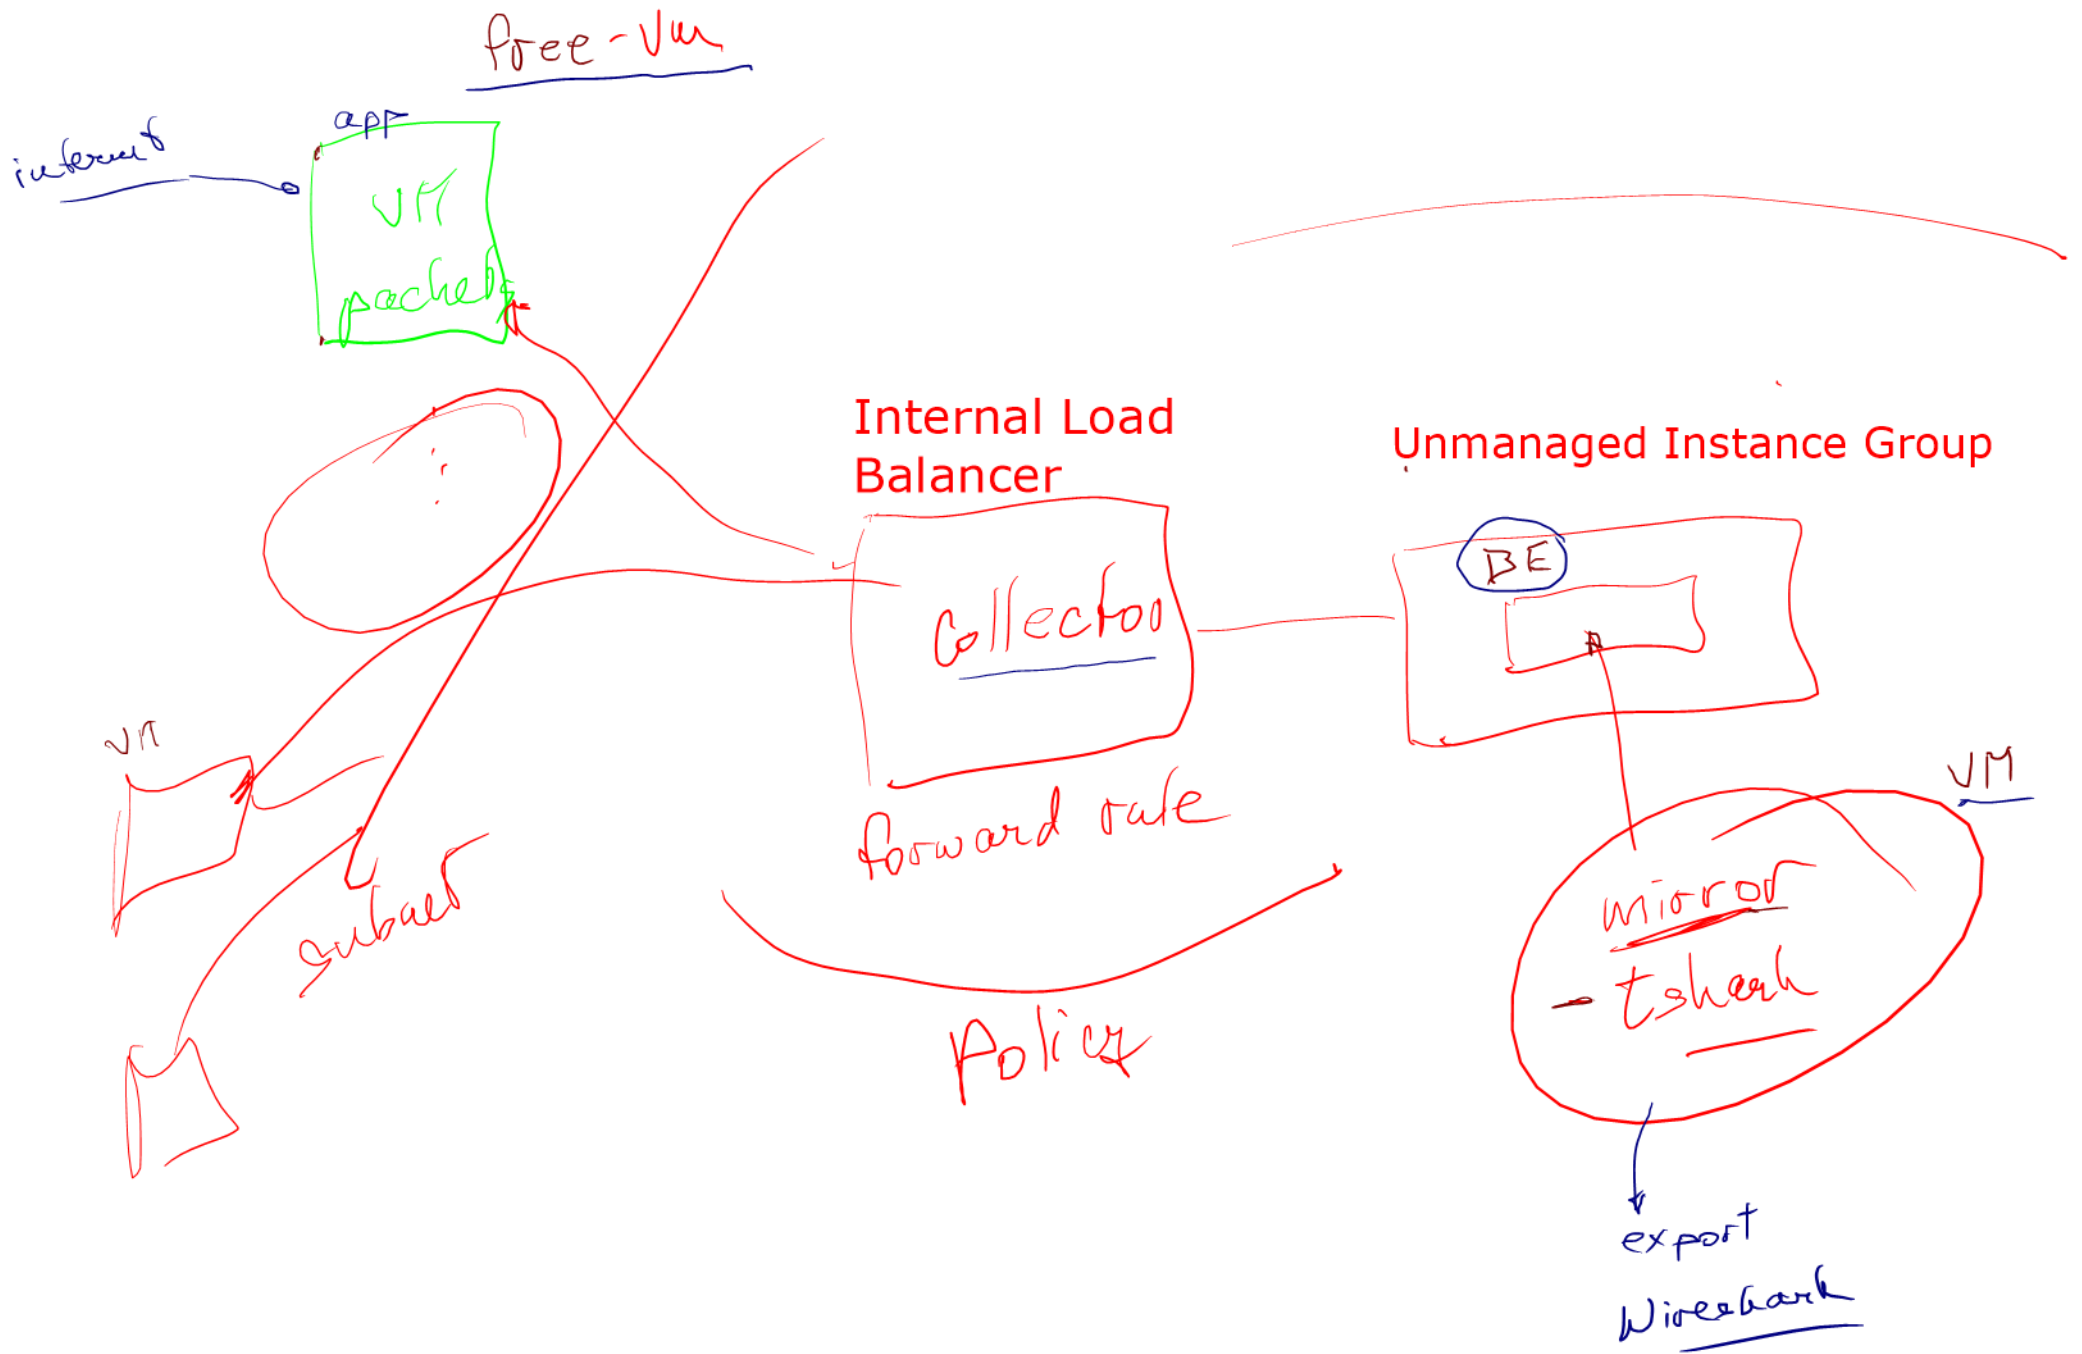 free-vm
internet
app
VM
packets
Internal Load
Balancer
Unmanaged Instance Group
BE
Collector
VM
forward rule
VM
subnet
mirror
- tshark
Policy
export
Wireshark